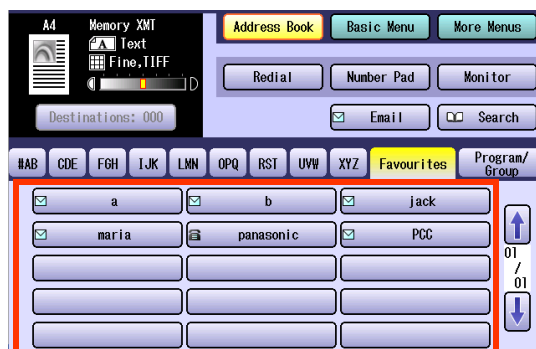 A4 Memory XMT Address Book Basic Menu More Menus
A Text
Fine,TIFF
D Redial Number Pad Monitor
Destinations: 000 Email Search
#AB CDE FGH IJK LMN OPQ RST UVW XYZ Favourites Program/
Group
a b jack
maria panasonic PCC
01
/
01